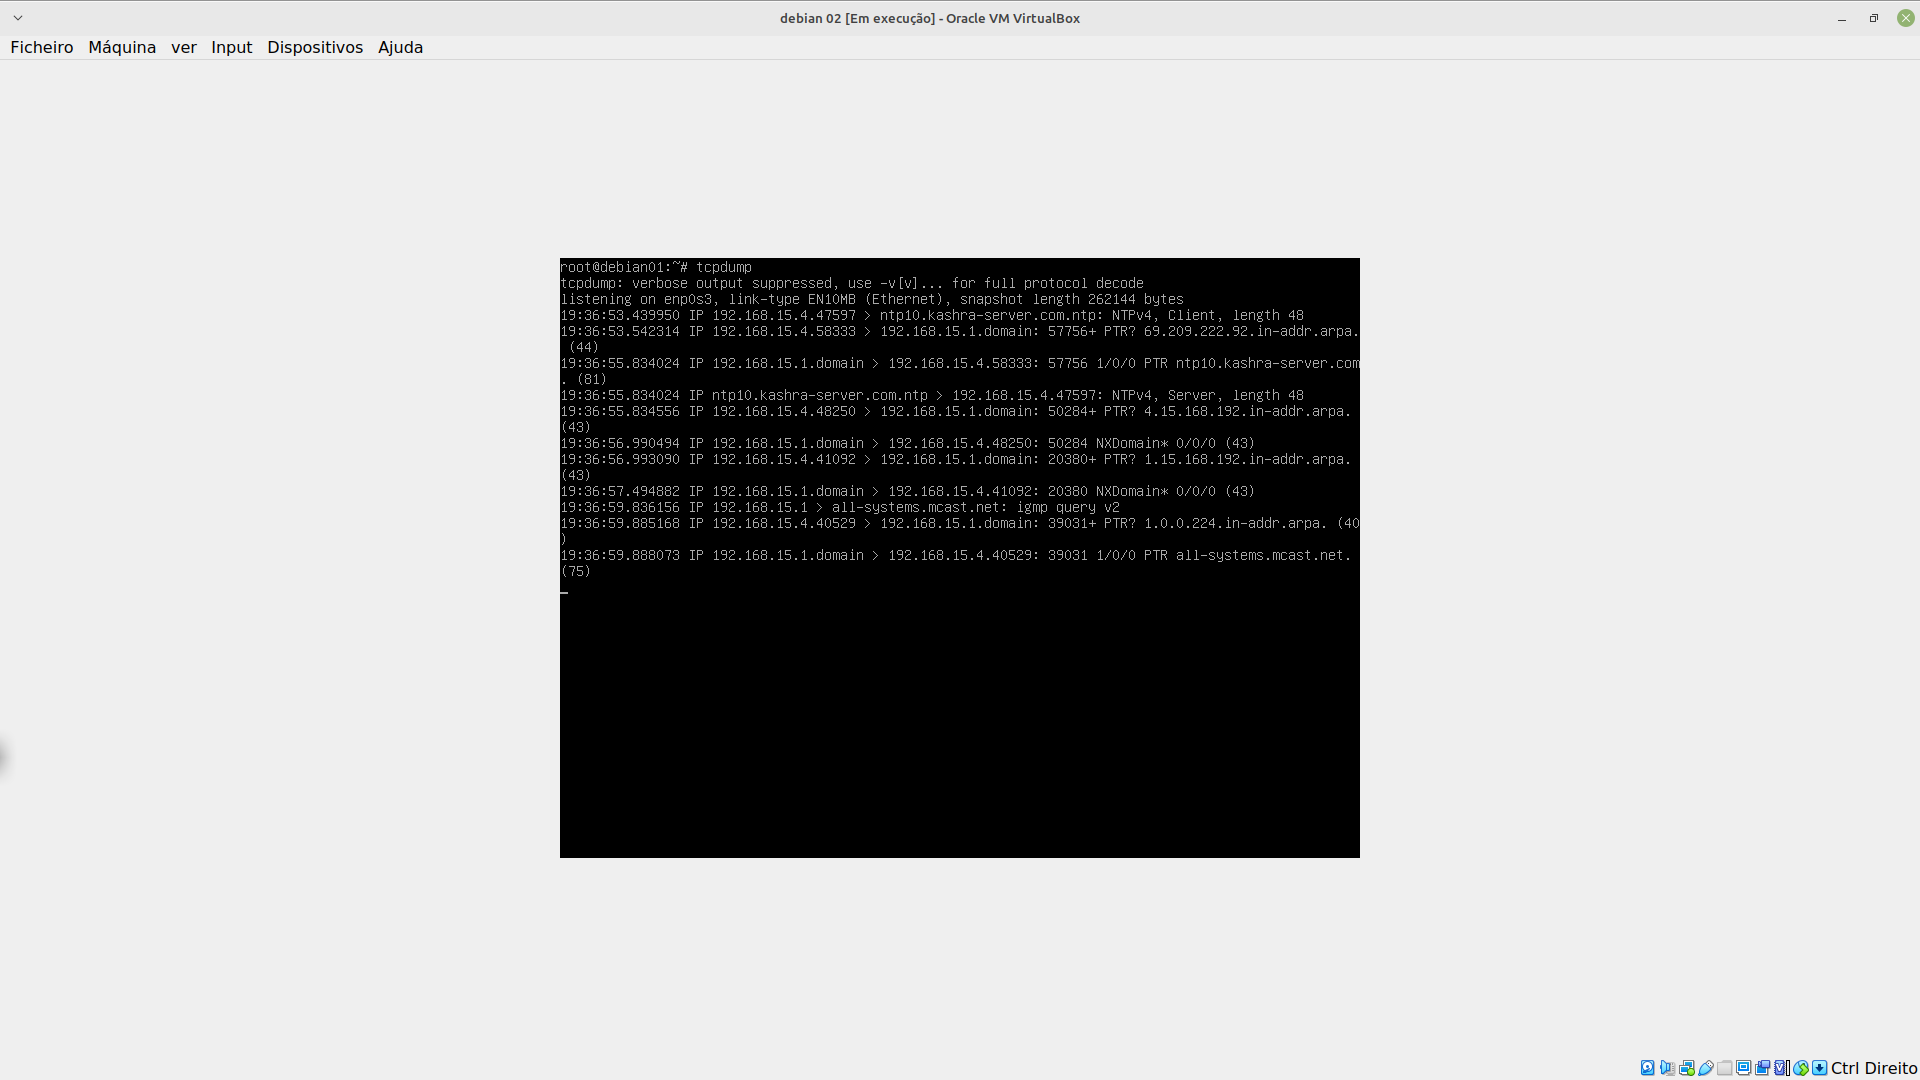 debian 02 [Em execução] - Oracle VM VirtualBox
Ficheiro Máquina ver Input Dispositivos Ajuda
root@debian01:~# tcpdump
tcpdump: verbose output suppressed, use -v[v]... for full protocol decode
listening on enp0s3, link-type EN10MB (Ethernet), snapshot length 262144 bytes
19:36:53.439950 IP 192.168.15.4.47597 > ntp10.kashra-server.com.ntp: NTPv4, Client, length 48
19:36:53.542314 IP 192.168.15.4.58333 > 192.168.15.1.domain: 57756+ PTR? 69.209.222.92.in-addr.arpa.
(44)
19:36:55.834024 IP 192.168.15.1.domain > 192.168.15.4.58333: 57756 1/0/0 PTR ntp10.kashra-server.com
. (81)
19:36:55.834024 IP ntp10.kashra-server.com.ntp > 192.168.15.4.47597: NTPv4, Server, length 48
19:36:55.834556 IP 192.168.15.4.48250 > 192.168.15.1.domain: 50284+ PTR? 4.15.168.192.in-addr.arpa.
(43)
19:36:56.990494 IP 192.168.15.1.domain > 192.168.15.4.48250: 50284 NXDomain* 0/0/0 (43)
19:36:56.993090 IP 192.168.15.4.41092 > 192.168.15.1.domain: 20380+ PTR? 1.15.168.192.in-addr.arpa.
(43)
19:36:57.494882 IP 192.168.15.1.domain > 192.168.15.4.41092: 20380 NXDomain* 0/0/0 (43)
19:36:59.836156 IP 192.168.15.1 > all-systems.mcast.net: igmp query v2
19:36:59.885168 IP 192.168.15.4.40529 > 192.168.15.1.domain: 39031+ PTR? 1.0.0.224.in-addr.arpa. (40
)
19:36:59.888073 IP 192.168.15.1.domain > 192.168.15.4.40529: 39031 1/0/0 PTR all-systems.mcast.net.
(75)
Ctrl Direito